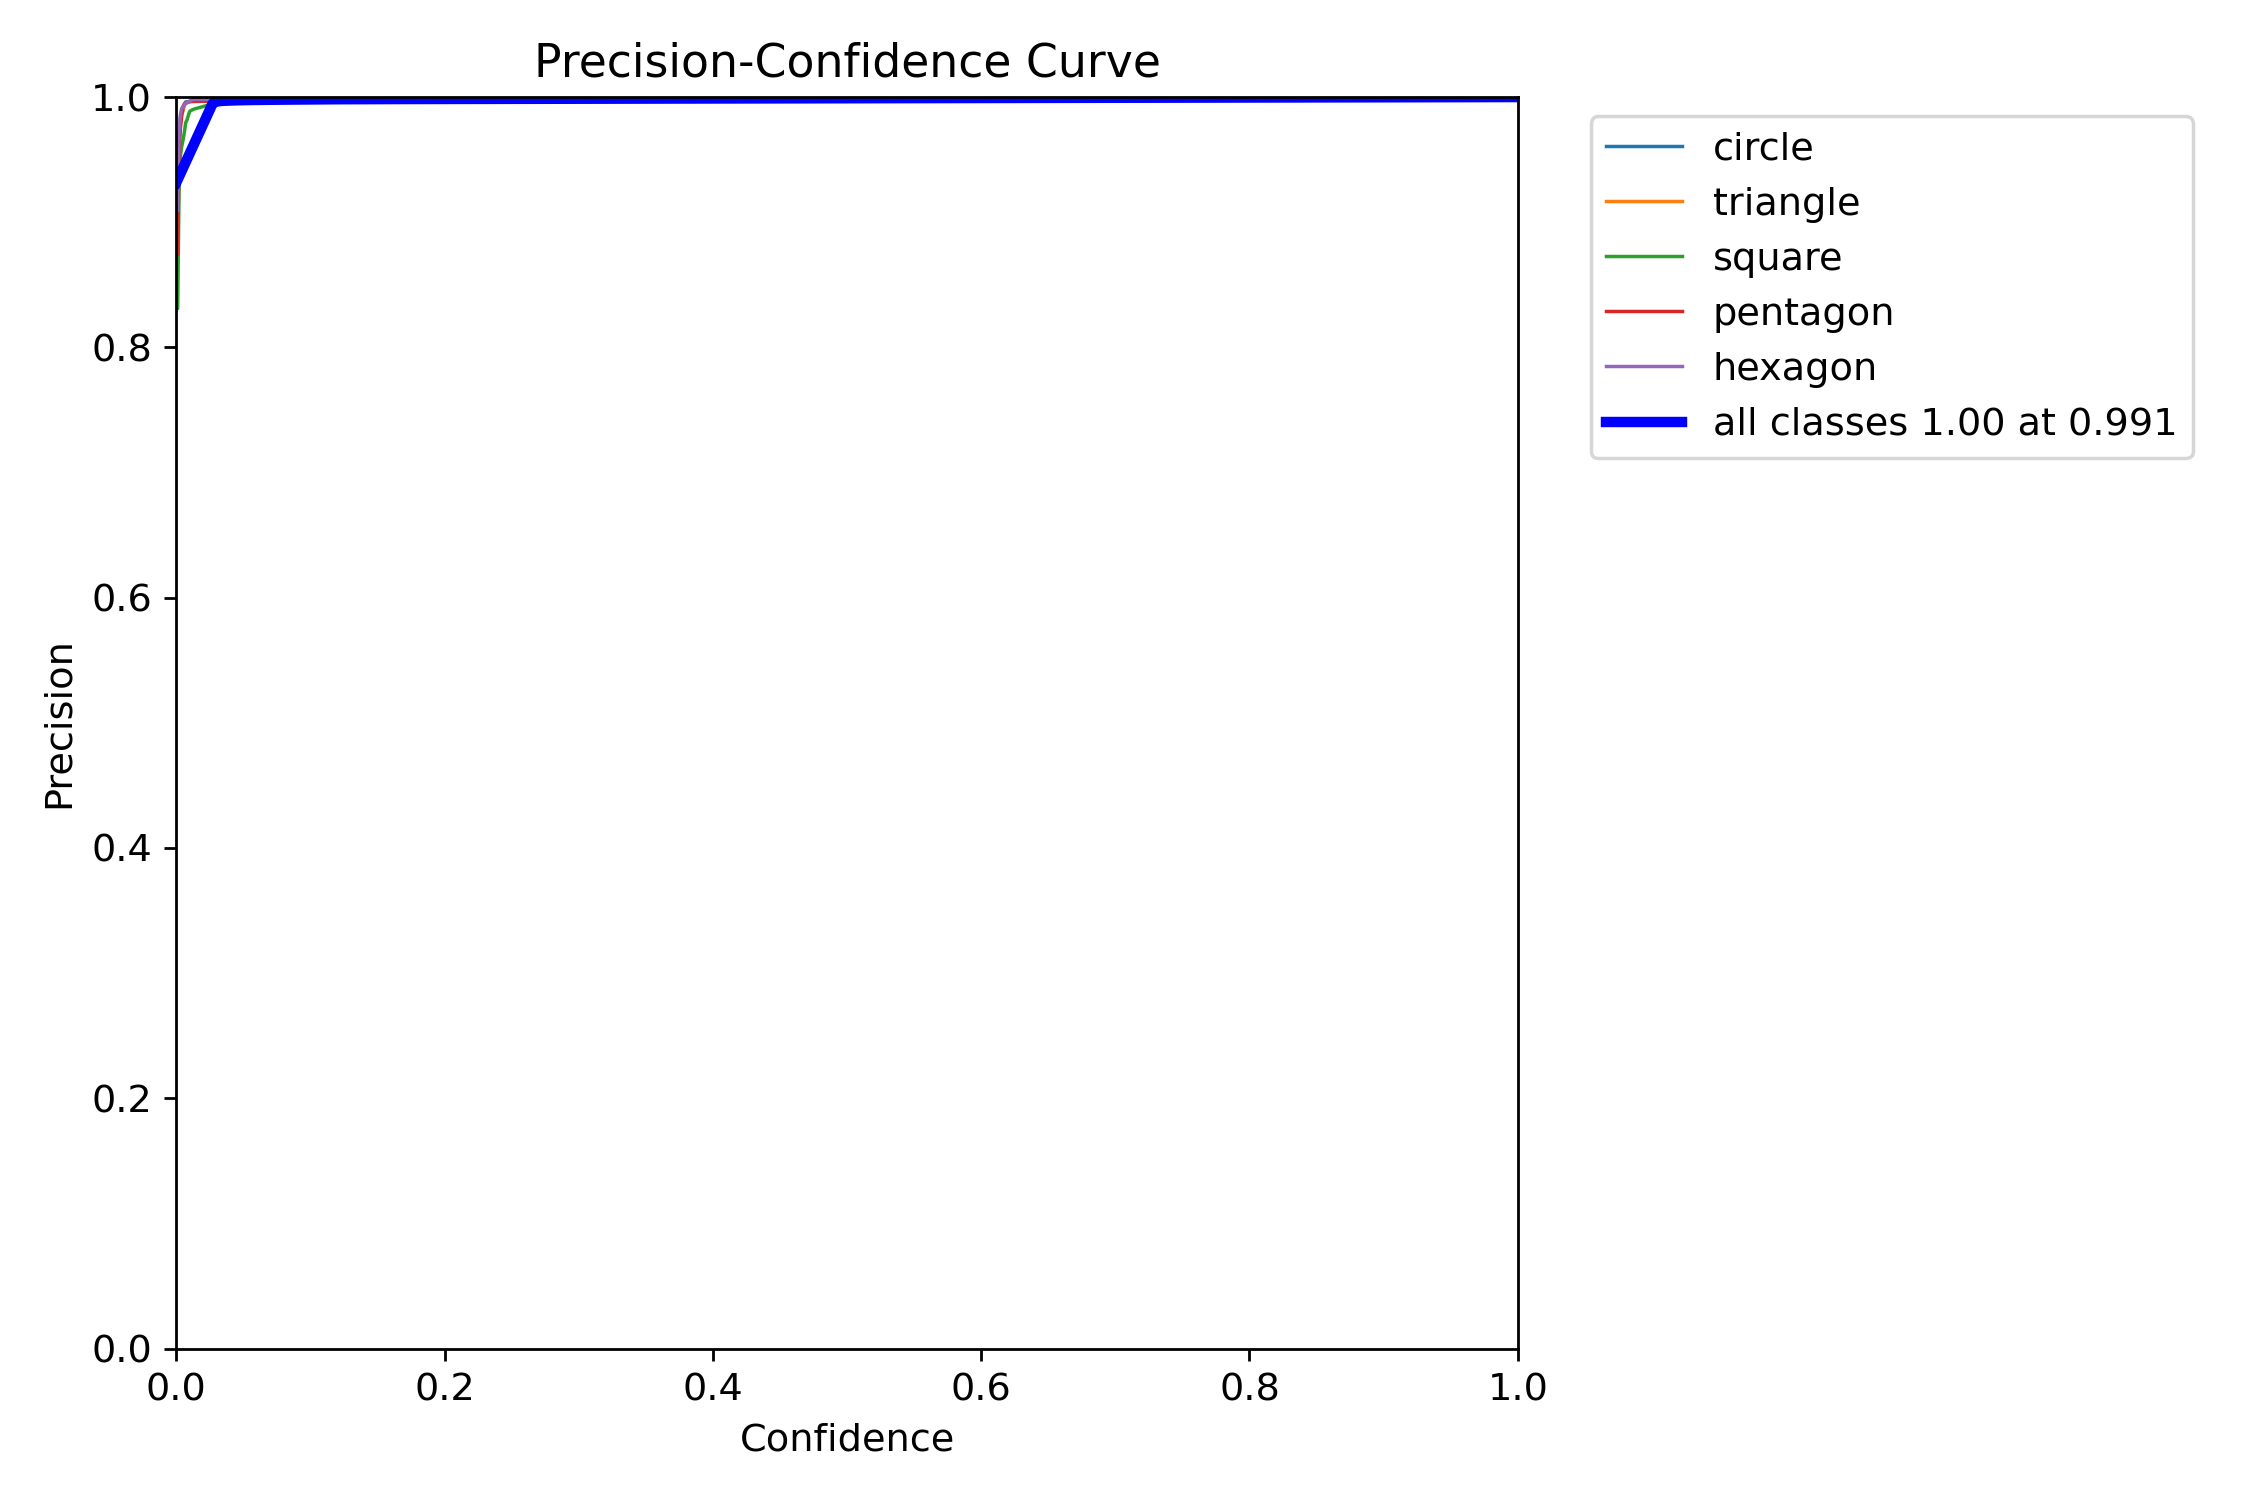 Precision-Confidence Curve
1.0
0.8
0.6
0.4
0.2
0.0
Precision
0.0 0.2 0.4 0.6 0.8 1.0
Confidence
circle
triangle
square
pentagon
hexagon
all classes 1.00 at 0.991